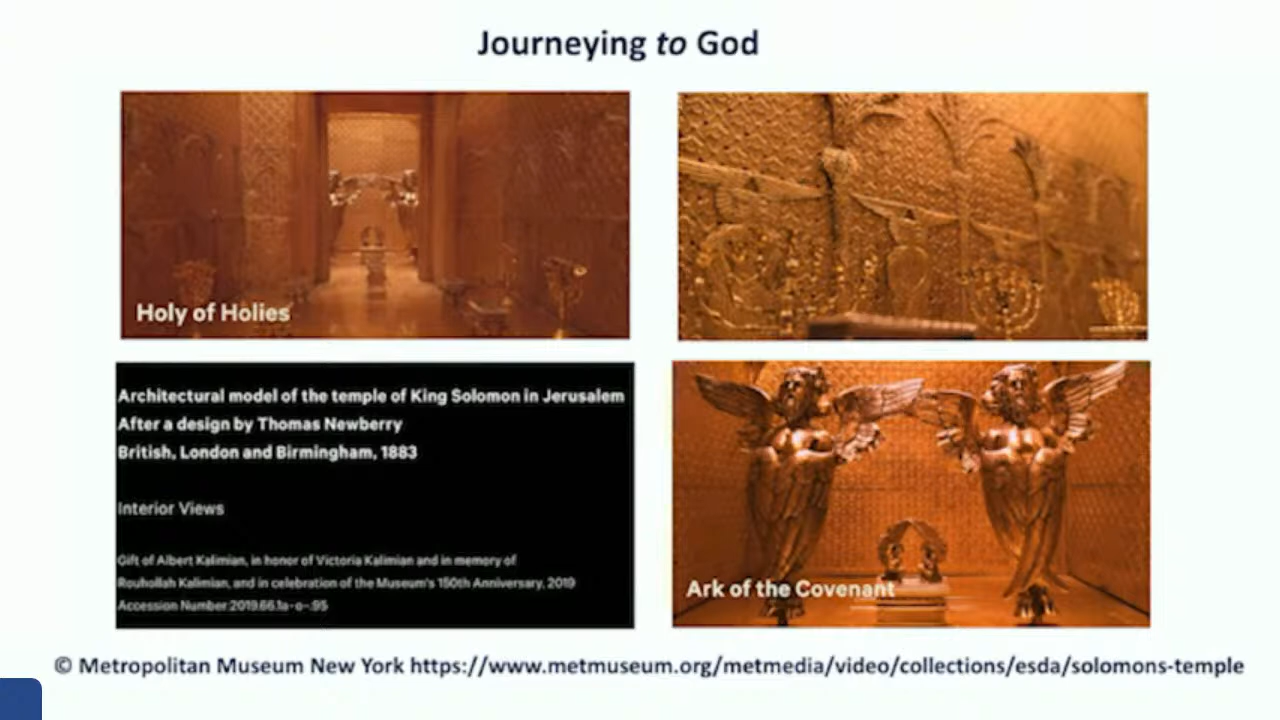 Journeying to God
Holy of Holies
Architectural model of the temple of King Solomon in Jerusalem
After a design by Thomas Newberry
British, London and Birmingham, 1883
Interior Views
Gift of Albert Kalimian, in honor of Victoria Kalimian and in memory of
Rouhollah Kalimian, and in celebration of the Museum's 150th Anniversary, 2019
Accession Number 2019.66.1a–e–.95
Ark of the Covenant
© Metropolitan Museum New York https://www.metmuseum.org/metmedia/video/collections/esda/solomons-temple